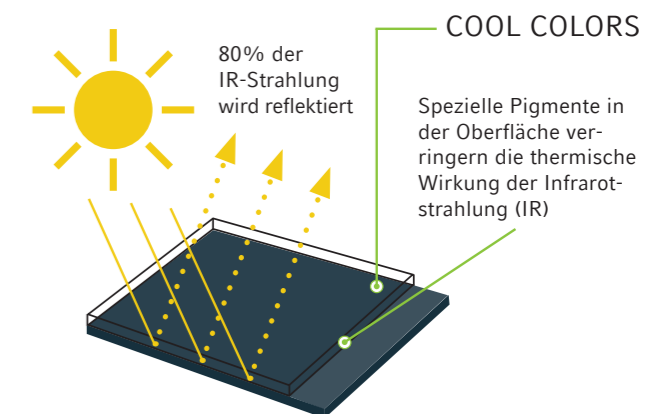 COOL COLORS
80% der
IR-Strahlung
wird reflektiert
Spezielle Pigmente in
der Oberfläche ver-
ringern die thermische
Wirkung der Infrarot-
strahlung (IR)